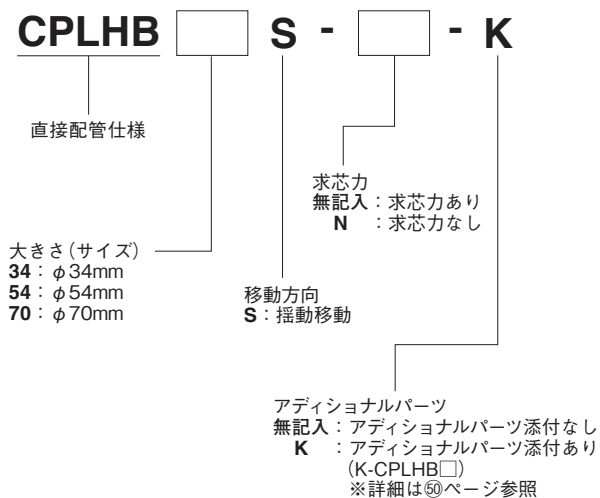 CPLHB □ S - □ - K
直接配管仕様
求芯力
無記入：求芯力あり
N ：求芯力なし
大きさ（サイズ）
34：φ34mm
54：φ54mm
70：φ70mm
移動方向
S：揺動移動
アディショナルパーツ
無記入：アディショナルパーツ添付なし
K ：アディショナルパーツ添付あり
(K-CPLHB□)
※詳細は㊿ページ参照